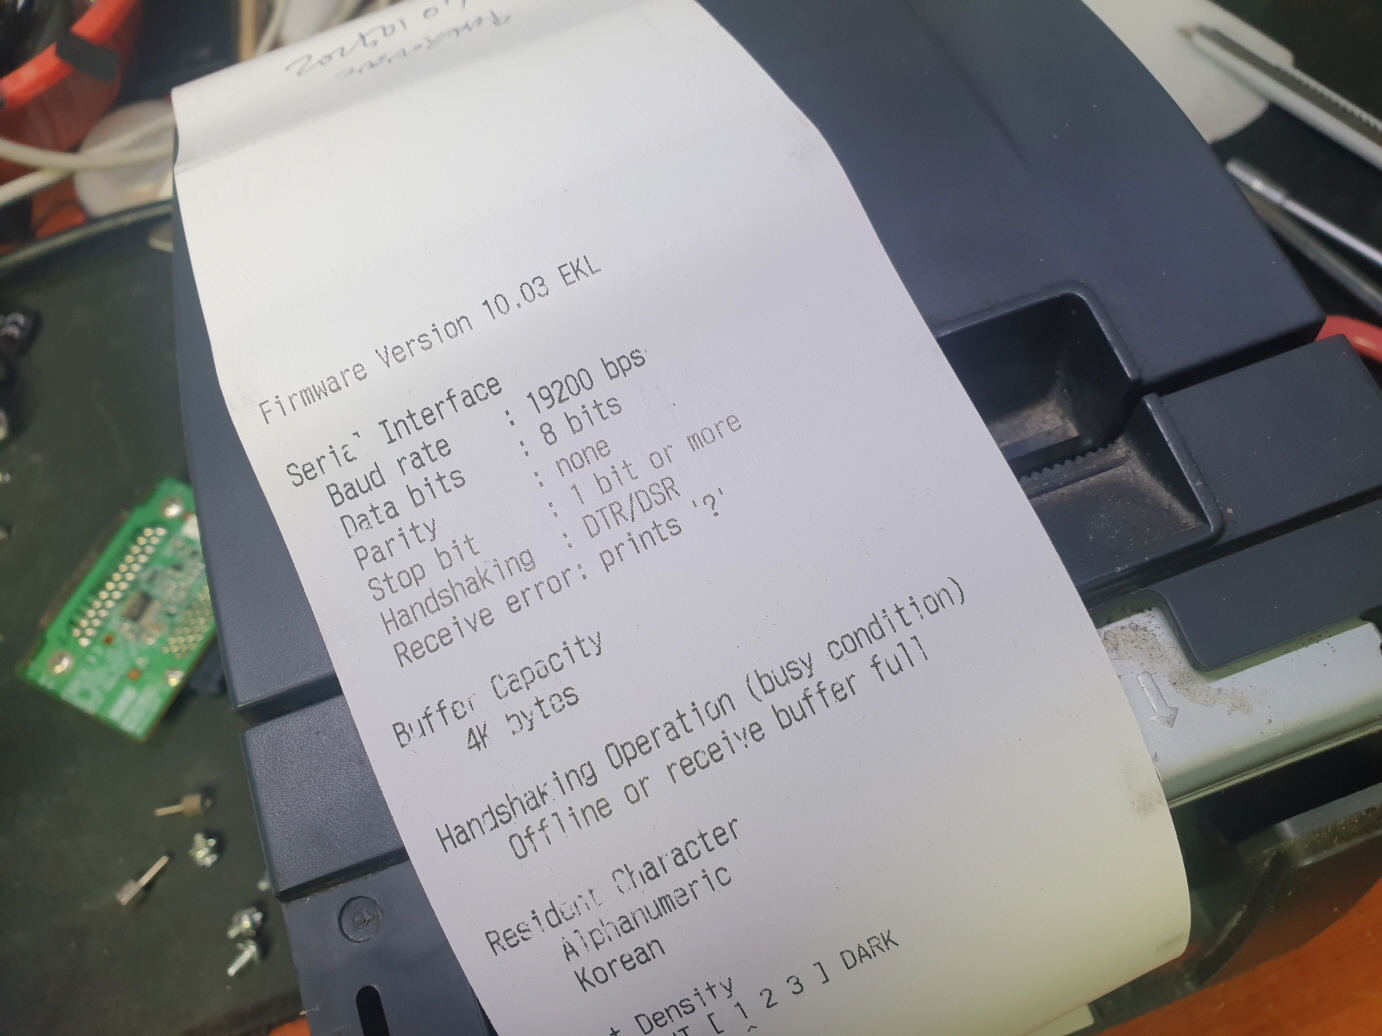 Firmware Version 10.03 EKL
Serial Interface
Baud rate : 19200 bps
Data bits : 8 bits
Parity : none
Stop bit : 1 bit or more
Handshaking : DTR/DSR
Receive error: prints '?'
Buffer Capacity
4K bytes
Handshaking Operation (busy condition)
Offline or receive buffer full
Resident Character
Alphanumeric
Korean
Density
[ 1 2 3 ] DARK
^